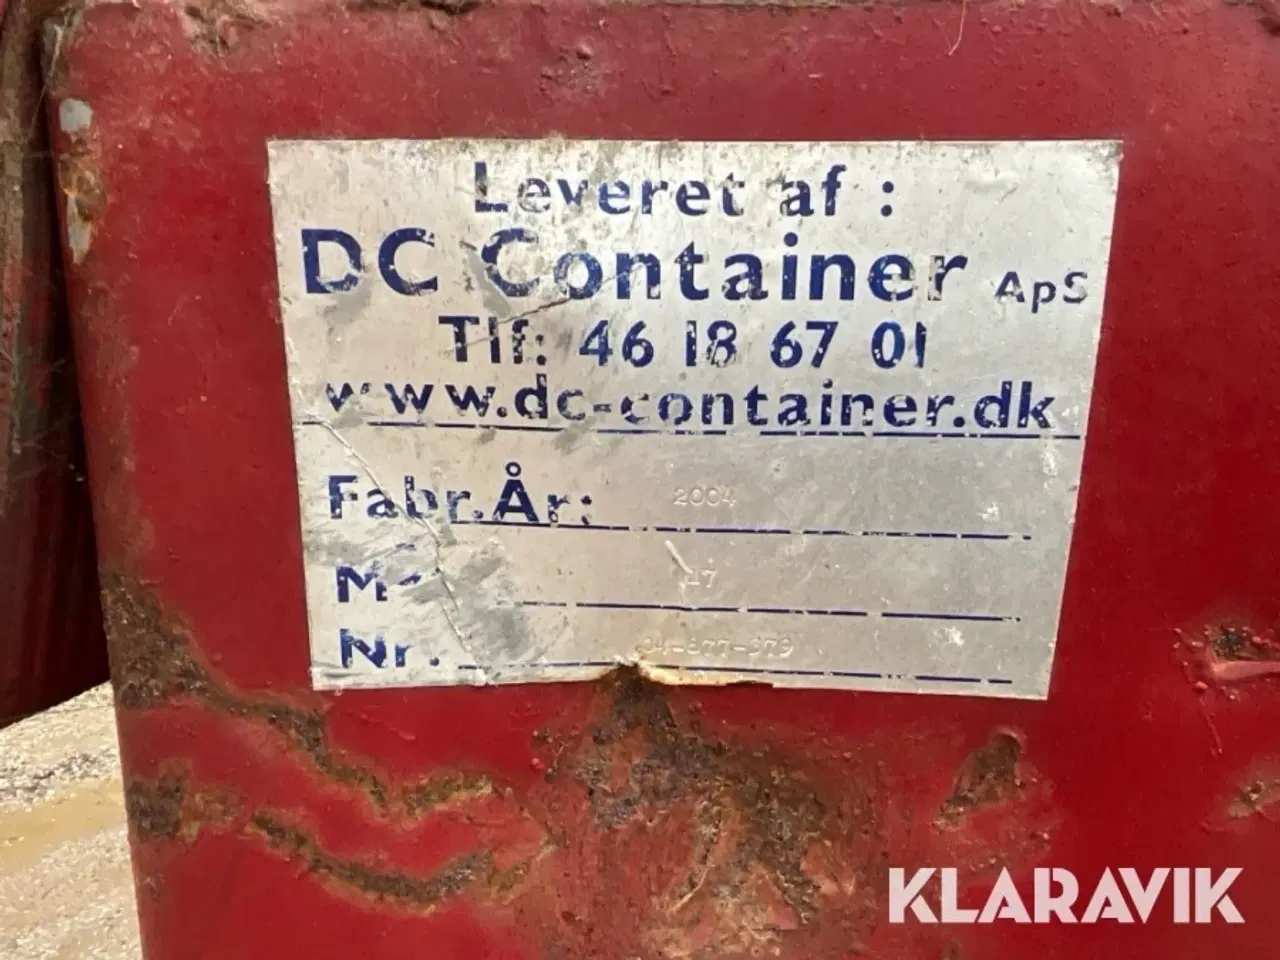 Leveret af :
DC Container ApS
Tlf: 46 18 67 01
www.dc-container.dk
Fabr.År: 2004
17
Nr.
KLARAVIK